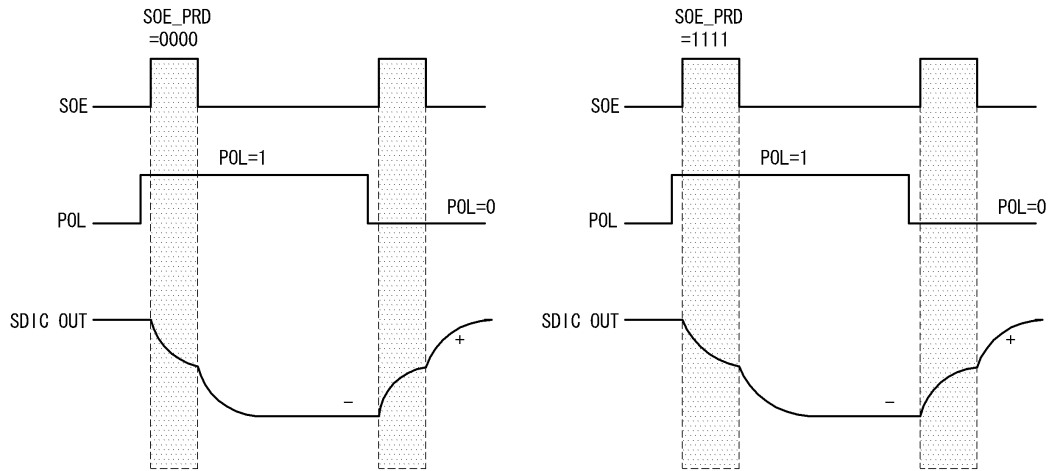 SOE_PRD
=0000
SOE
POL=1
POL
POL=0
SDIC OUT
+
−
SOE_PRD
=1111
SOE
POL=1
POL
POL=0
SDIC OUT
+
−